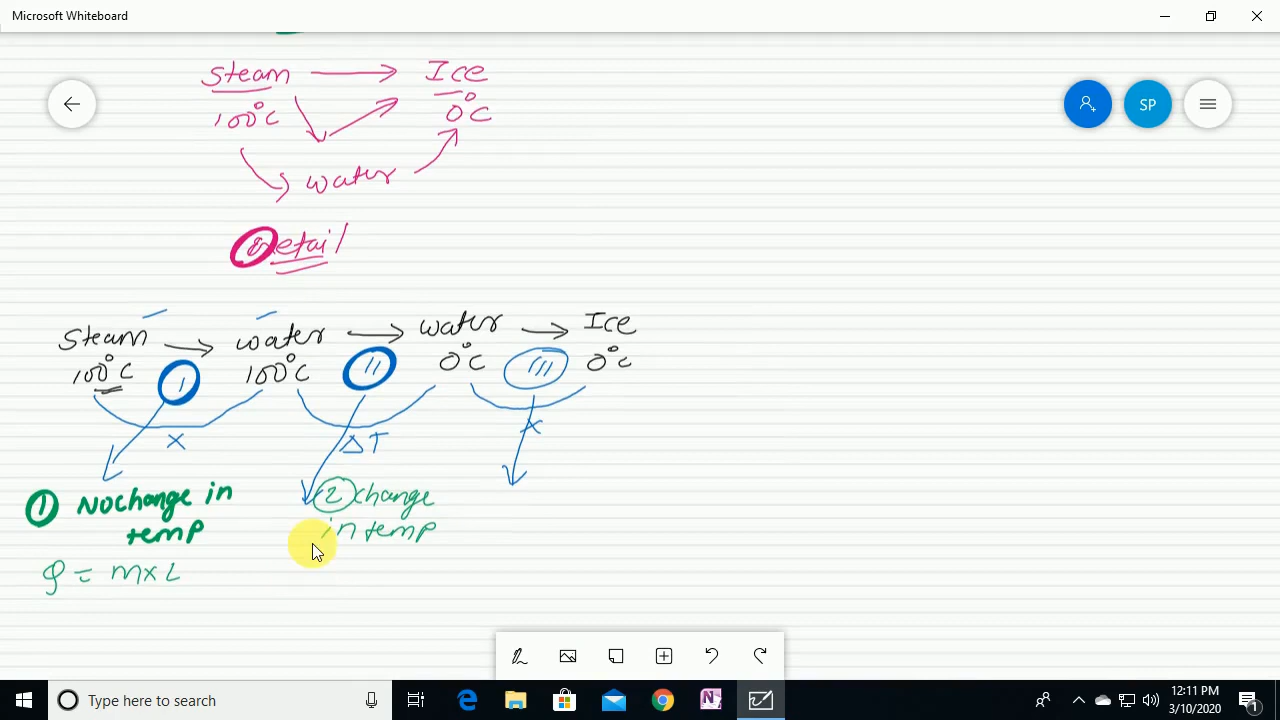 Microsoft Whiteboard
Steam → Ice
100°C 0°C
SP
water
Detail
Steam → water → water → Ice
100°C I 100°C II 0°C III 0°C
X ΔT X
1 No change in
temp
2 change
in temp
Q = m×L
Type here to search
12:11 PM
3/10/2020
1